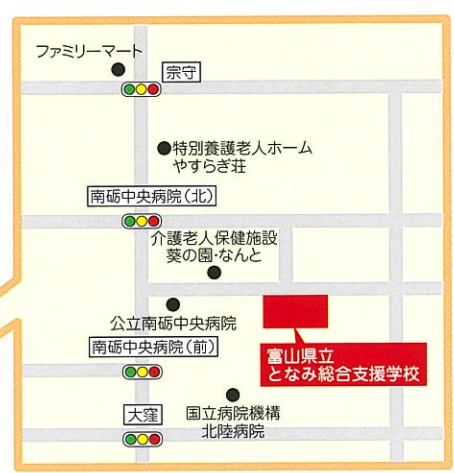 ファミリーマート
宗守
特別養護老人ホーム
やすらぎ荘
南砺中央病院(北)
介護老人保健施設
葵の園・なんと
公立南砺中央病院
南砺中央病院(前)
富山県立
となみ総合支援学校
大窪
国立病院機構
北陸病院